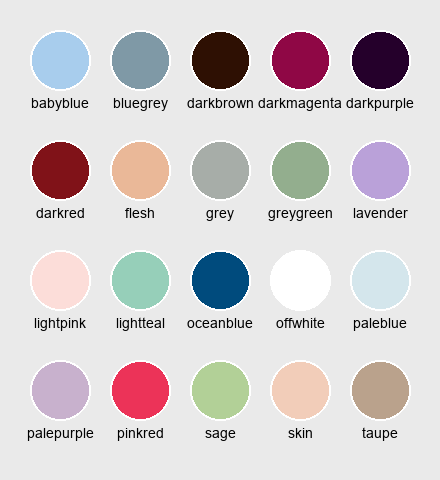 babyblue bluegrey darkbrown darkmagenta darkpurple
darkred flesh grey greygreen lavender
lightpink lightteal oceanblue offwhite paleblue
palepurple pinkred sage skin taupe